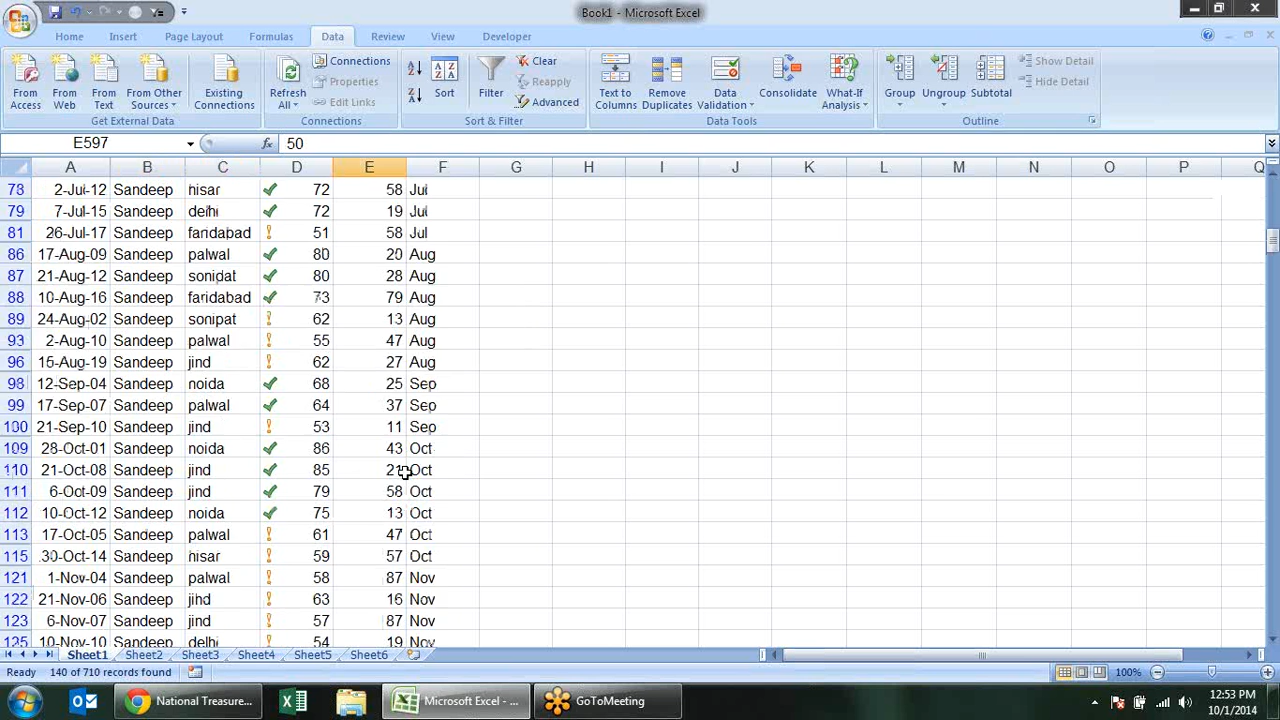 Book1 - Microsoft Excel
Home Insert Page Layout Formulas Data Review View Developer
From Access
From Web
From Text
From Other Sources
Existing Connections
Get External Data
Refresh All
Connections
Properties
Edit Links
Connections
Sort
Filter
Clear
Reapply
Advanced
Sort & Filter
Text to Columns
Remove Duplicates
Data Validation
Consolidate
What-If Analysis
Data Tools
Group
Ungroup
Subtotal
Show Detail
Hide Detail
Outline
E597 fx 50
A B C D E F G H I J K L M N O P Q
78 2-Jul-12 Sandeep hisar 72 58 Jul
79 7-Jul-15 Sandeep delhi 72 19 Jul
81 26-Jul-17 Sandeep faridabad 51 58 Jul
86 17-Aug-09 Sandeep palwal 80 20 Aug
87 21-Aug-12 Sandeep sonipat 80 28 Aug
88 10-Aug-16 Sandeep faridabad 73 79 Aug
89 24-Aug-02 Sandeep sonipat 62 13 Aug
93 2-Aug-10 Sandeep palwal 55 47 Aug
96 15-Aug-19 Sandeep jind 62 27 Aug
98 12-Sep-04 Sandeep noida 68 25 Sep
99 17-Sep-07 Sandeep palwal 64 37 Sep
100 21-Sep-10 Sandeep jind 53 11 Sep
109 28-Oct-01 Sandeep noida 86 43 Oct
110 21-Oct-08 Sandeep jind 85 21 Oct
111 6-Oct-09 Sandeep jind 79 58 Oct
112 10-Oct-12 Sandeep noida 75 13 Oct
113 17-Oct-05 Sandeep palwal 61 47 Oct
115 30-Oct-14 Sandeep hisar 59 57 Oct
121 1-Nov-04 Sandeep palwal 58 87 Nov
122 21-Nov-06 Sandeep jind 63 16 Nov
123 6-Nov-07 Sandeep jind 57 87 Nov
125 10-Nov-10 Sandeep delhi 54 19 Nov
Sheet1 Sheet2 Sheet3 Sheet4 Sheet5 Sheet6
Ready 140 of 710 records found 100%
National Treasure... Microsoft Excel - ... GoToMeeting
12:53 PM
10/1/2014